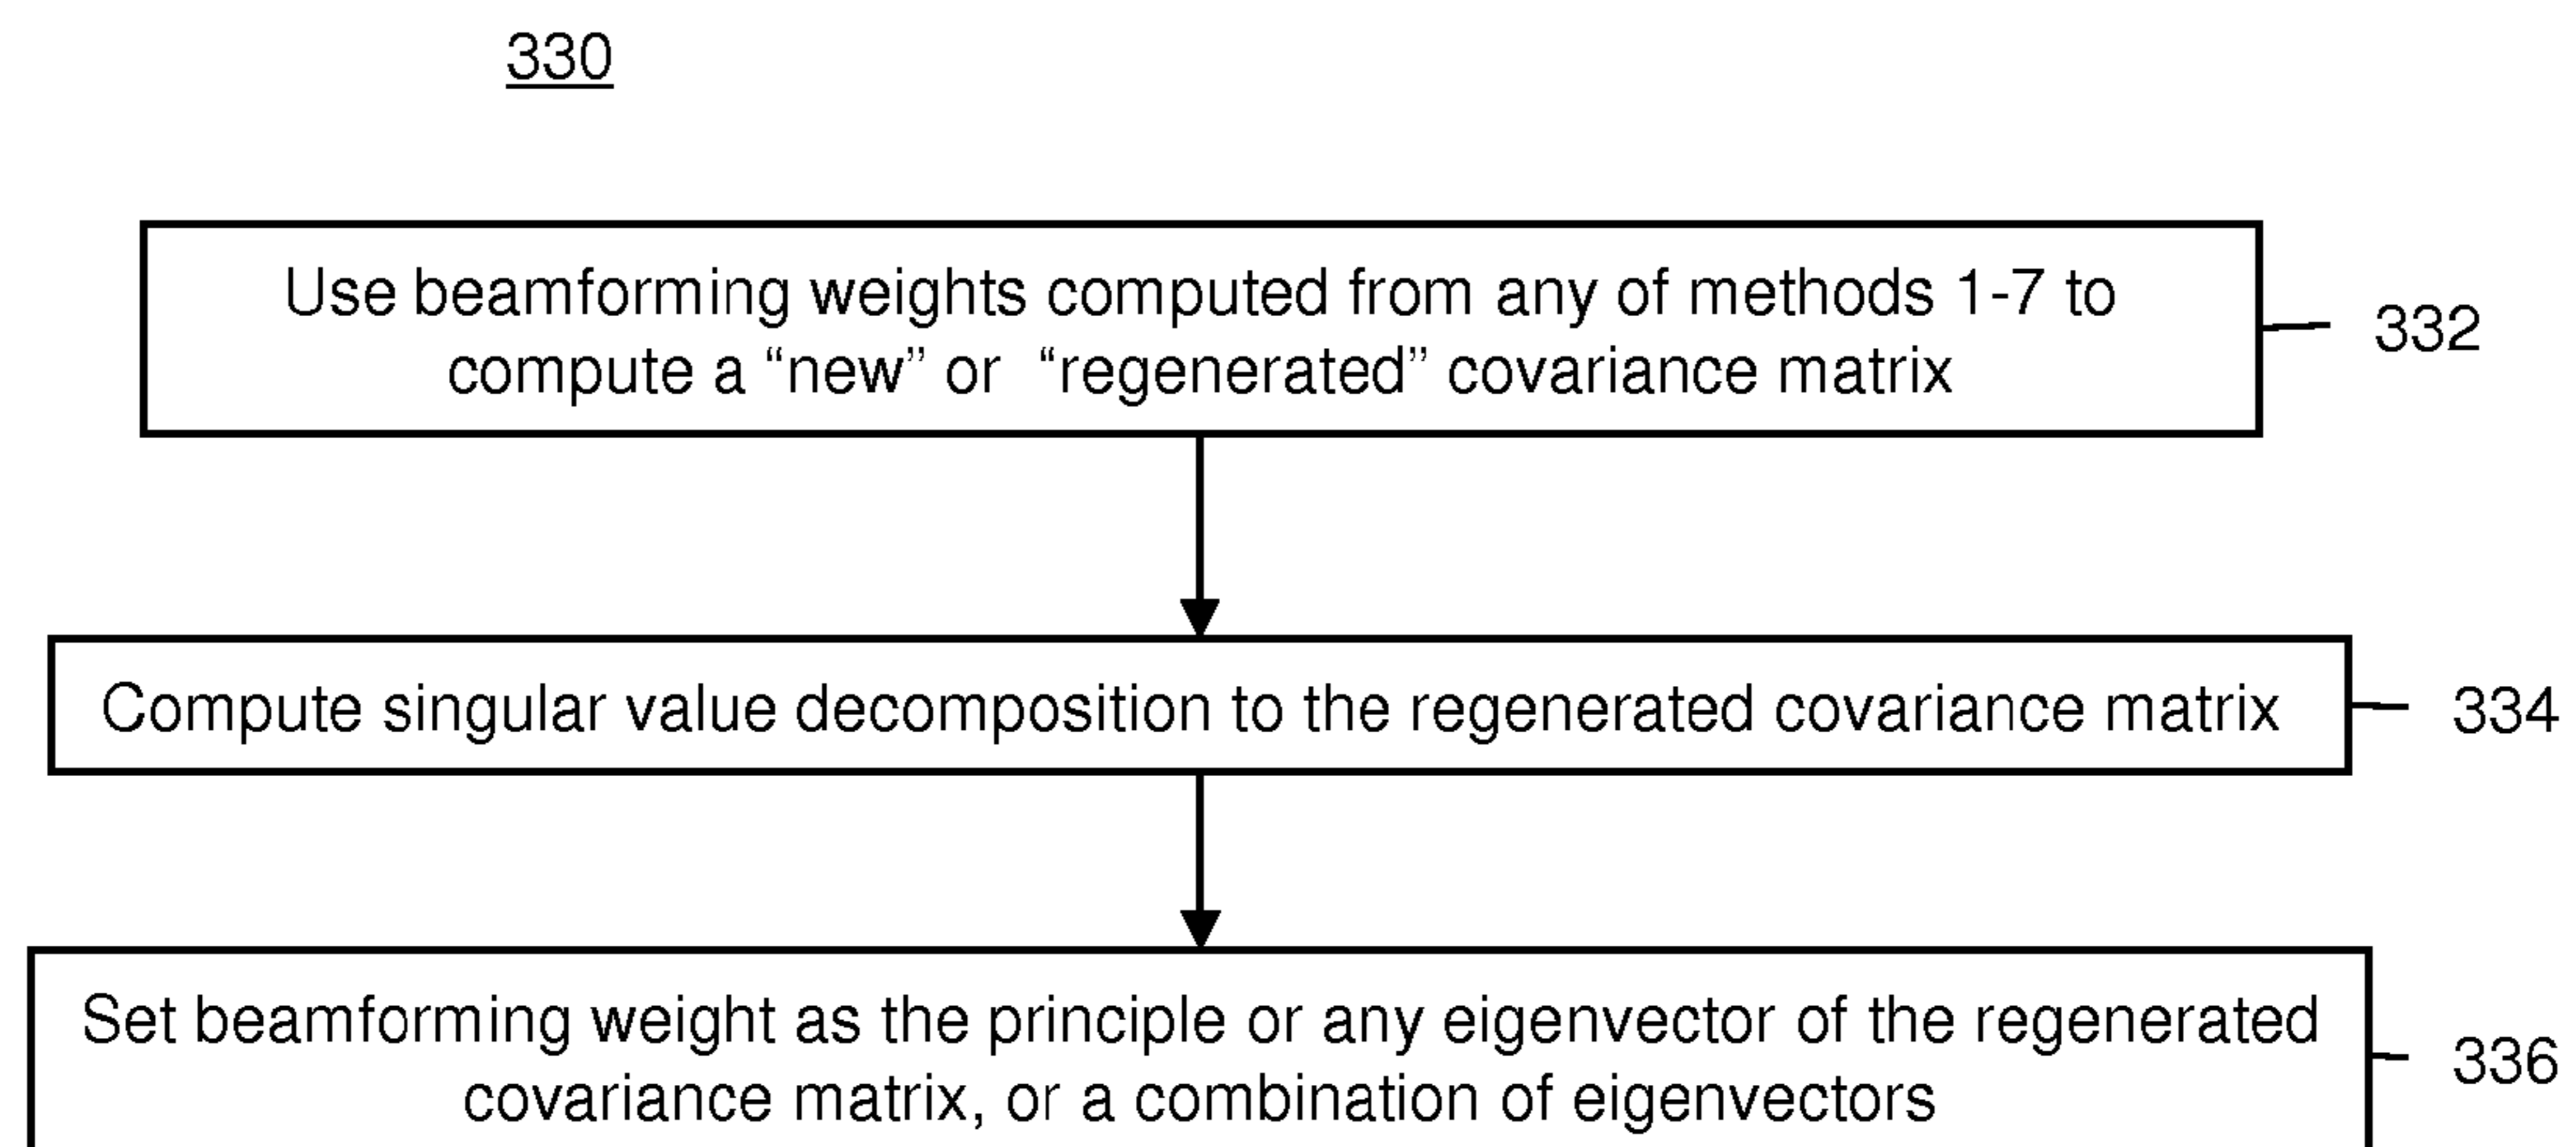 330
Use beamforming weights computed from any of methods 1-7 to
compute a “new” or “regenerated” covariance matrix
332
Compute singular value decomposition to the regenerated covariance matrix
334
Set beamforming weight as the principle or any eigenvector of the regenerated
covariance matrix, or a combination of eigenvectors
336